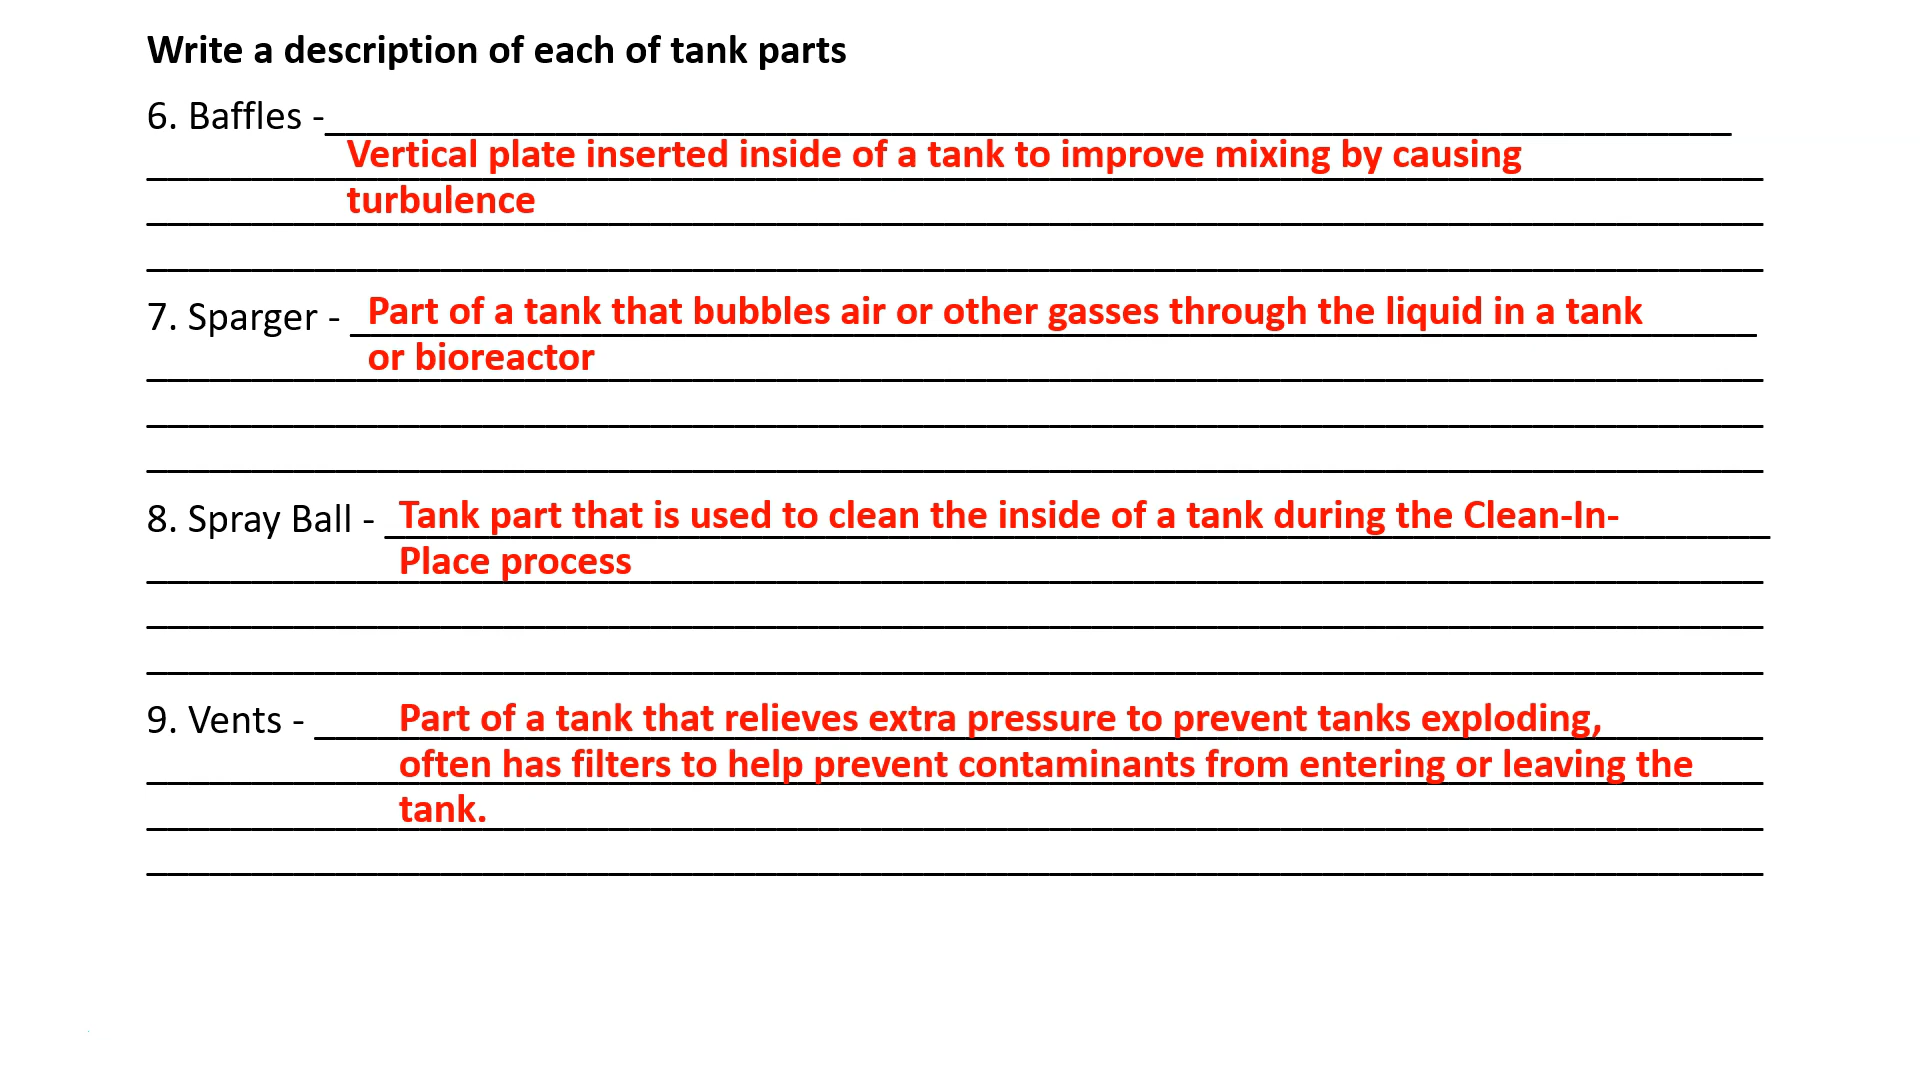 Write a description of each of tank parts
6. Baffles -
Vertical plate inserted inside of a tank to improve mixing by causing
turbulence
7. Sparger - Part of a tank that bubbles air or other gasses through the liquid in a tank
or bioreactor
8. Spray Ball - Tank part that is used to clean the inside of a tank during the Clean-In-
Place process
9. Vents - Part of a tank that relieves extra pressure to prevent tanks exploding,
often has filters to help prevent contaminants from entering or leaving the
tank.